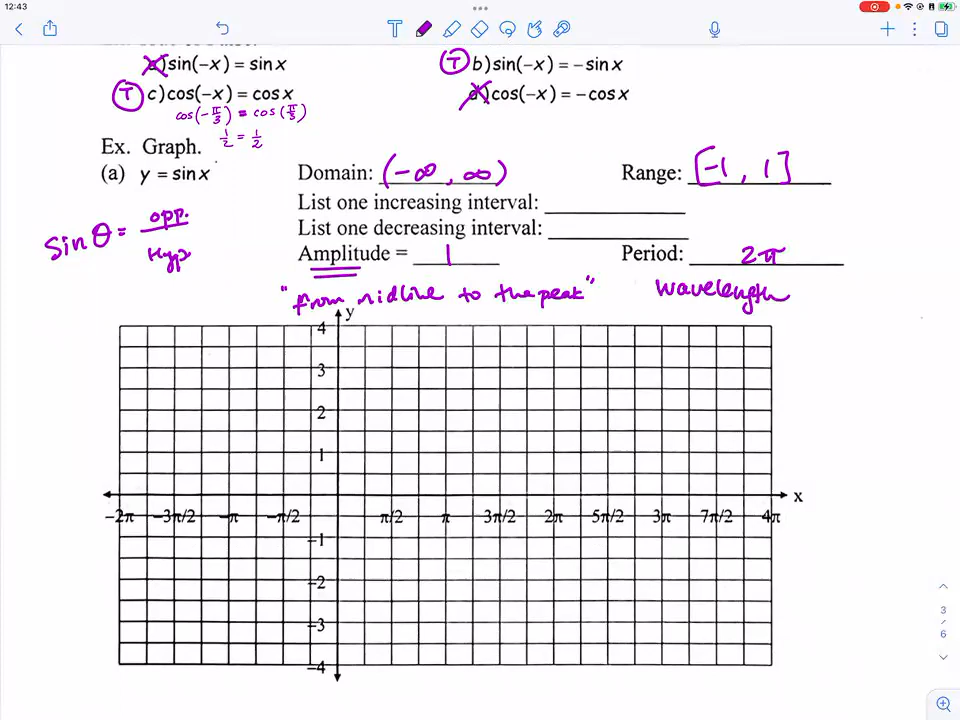 12:43
a) sin(-x) = sin x
T b) sin(-x) = -sin x
T c) cos(-x) = cos x
d) cos(-x) = -cos x
cos(-π/3) = cos(π/3)
1/2 = 1/2
Ex. Graph.
(a) y = sin x
Domain: (-∞, ∞)
Range: [-1, 1]
List one increasing interval:
List one decreasing interval:
Amplitude = 1
Period: 2π
sin θ = opp. / Hyp
"from midline to the peak"
wavelength
y
4
3
2
1
x
-2π -3π/2 -π -π/2 π/2 π 3π/2 2π 5π/2 3π 7π/2 4π
-1
-2
-3
-4
3
/
6